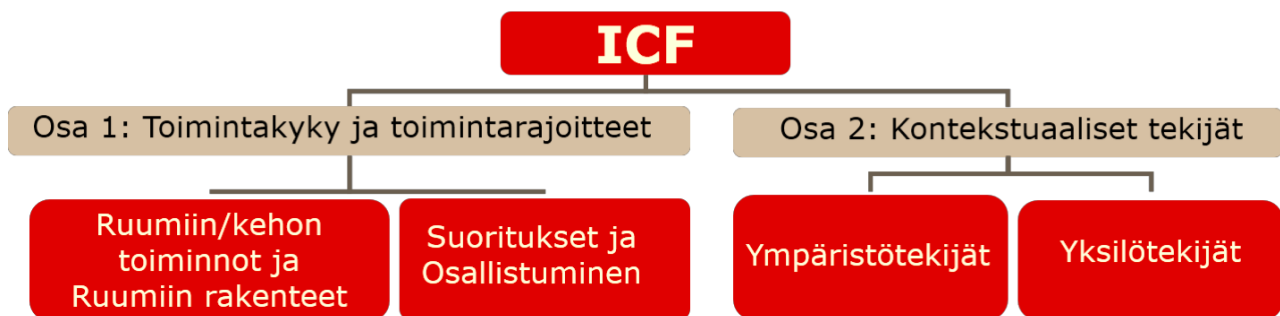 ICF
Osa 1: Toimintakyky ja toimintarajoitteet
Osa 2: Kontekstuaaliset tekijät
Ruumiin/kehon
toiminnot ja
Ruumiin rakenteet
Suoritukset ja
Osallistuminen
Ympäristötekijät
Yksilötekijät